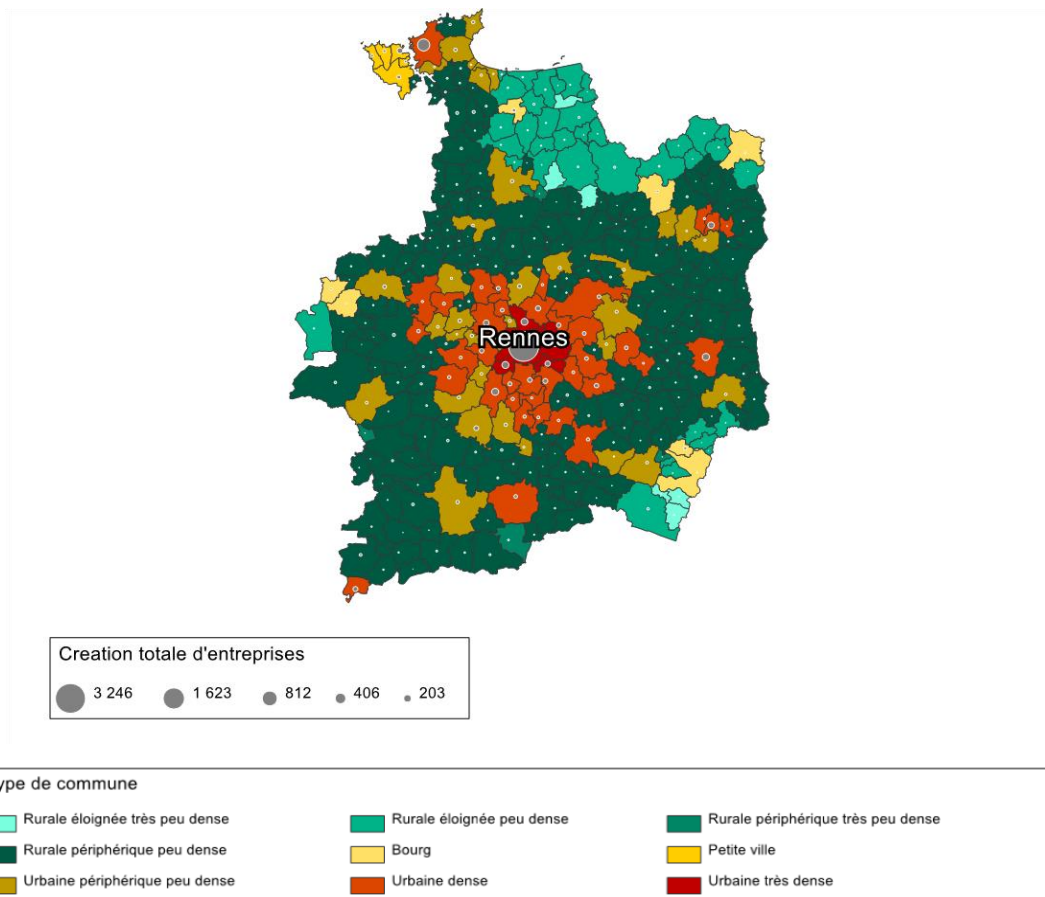 Rennes
Creation totale d'entreprises
3 246 1 623 812 406 203
ype de commune
Rurale éloignée très peu dense Rurale éloignée peu dense Rurale périphérique très peu dense
Rurale périphérique peu dense Bourg Petite ville
Urbaine périphérique peu dense Urbaine dense Urbaine très dense